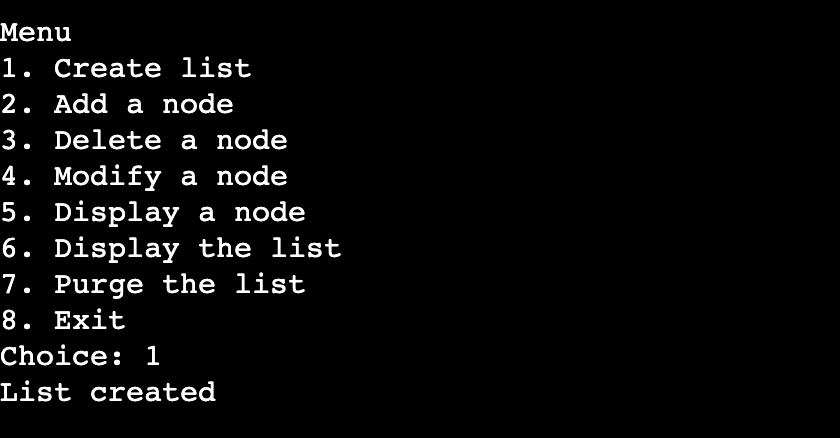 Menu
1. Create list
2. Add a node
3. Delete a node
4. Modify a node
5. Display a node
6. Display the list
7. Purge the list
8. Exit
Choice: 1
List created